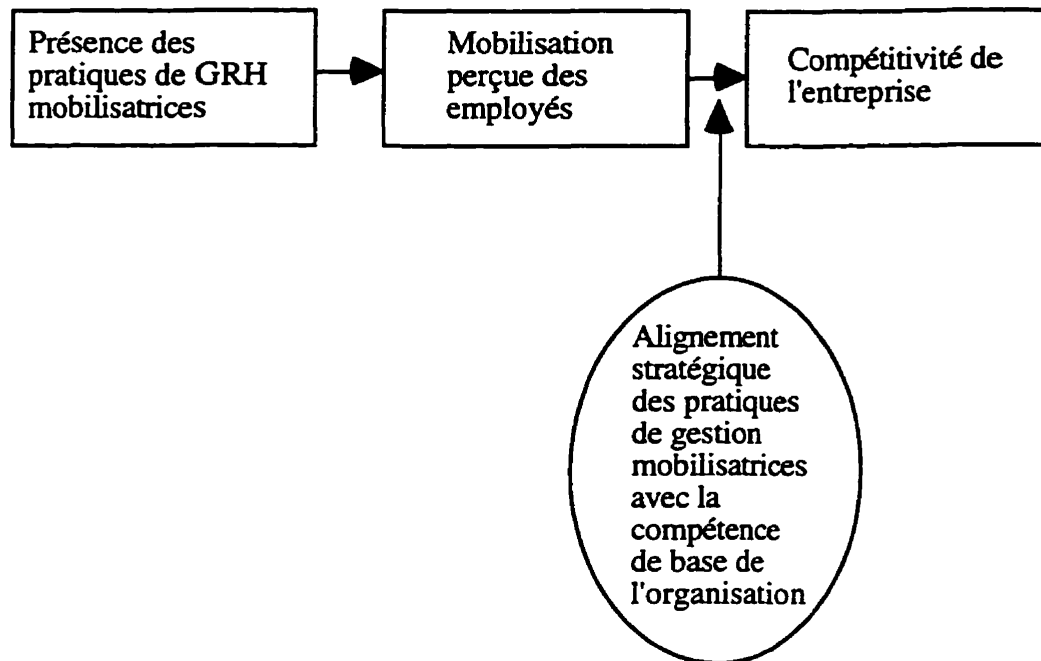 Présence des
pratiques de GRH
mobilisatrices
Mobilisation
perçue des
employés
Compétitivité de
l'entreprise
Alignement
stratégique
des pratiques
de gestion
mobilisatrices
avec la
compétence
de base de
l'organisation